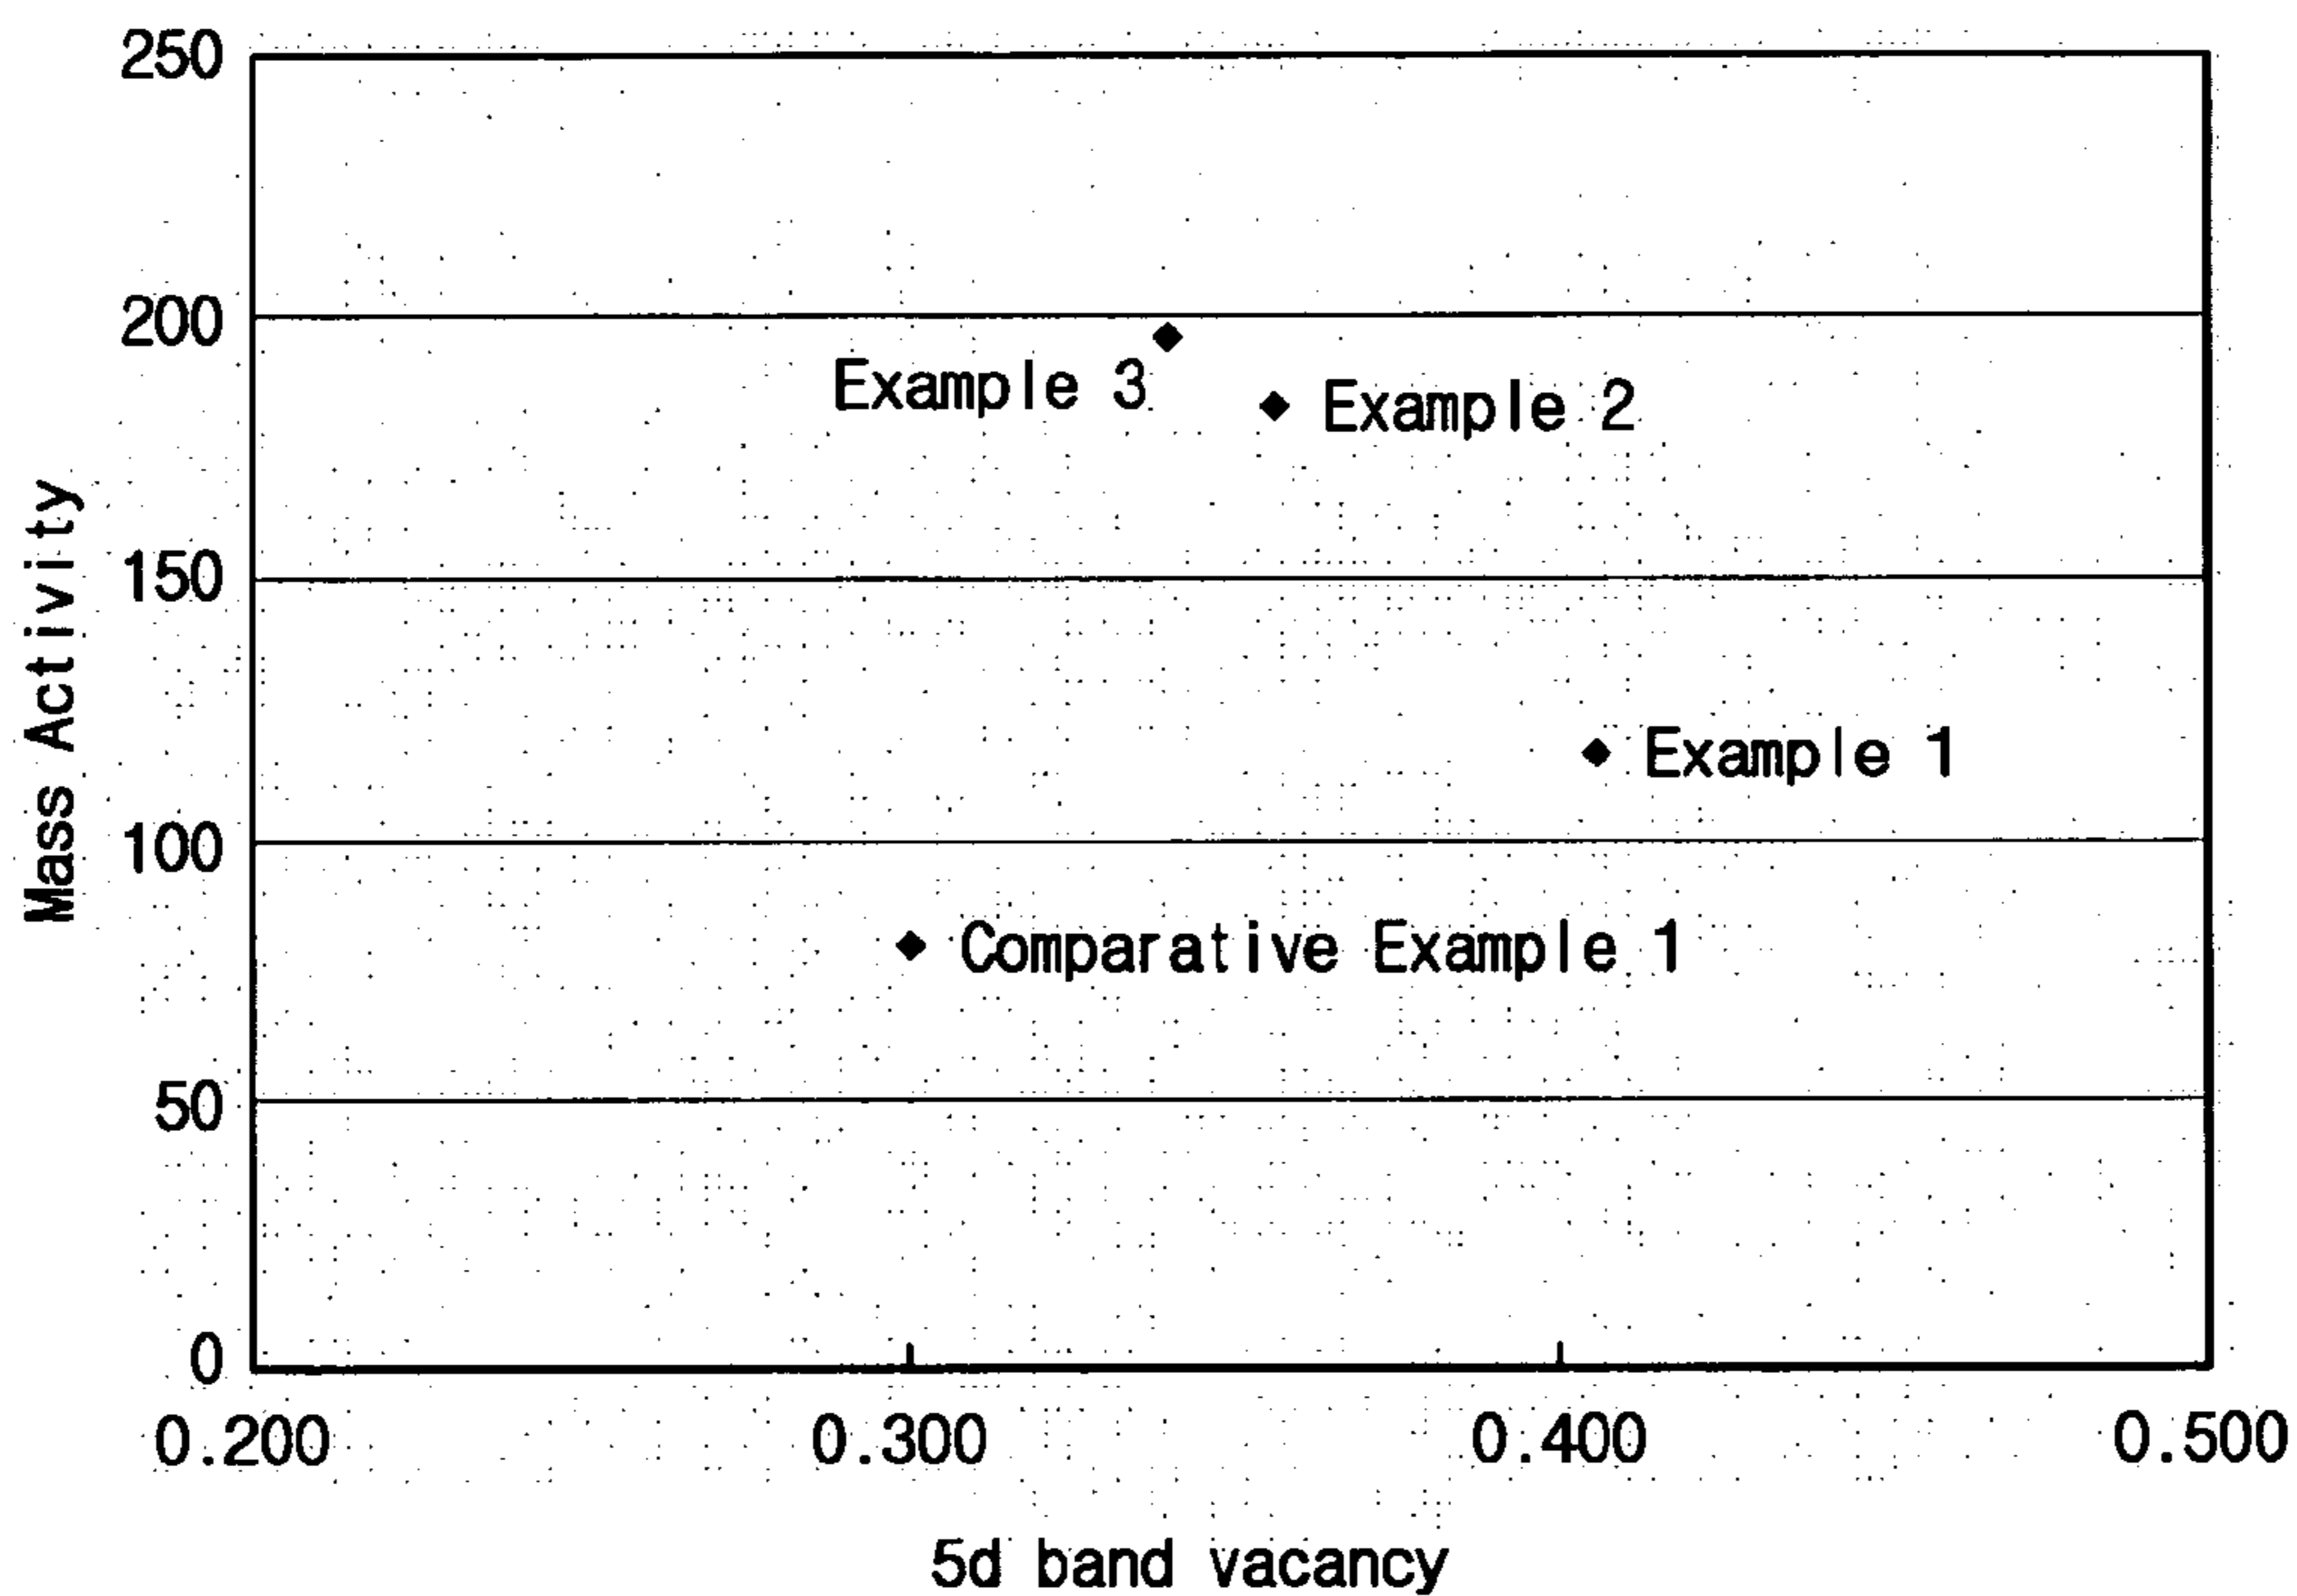 250
200
Example 3
Example 2
150
Mass Activity
Example 1
100
Comparative Example 1
50
0
0.200 0.300 0.400 0.500
5d band vacancy